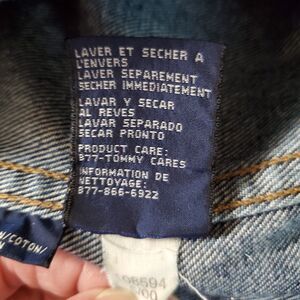 LAVER ET SECHER A
L'ENVERS
LAVER SEPAREMENT
SECHER IMMEDIATEMENT
LAVAR Y SECAR
AL REVES
LAVAR SEPARADO
SECAR PRONTO
PRODUCT CARE:
877-TOMMY CARES
INFORMATION DE
NETTOYAGE:
877-866-6922
/COTON/